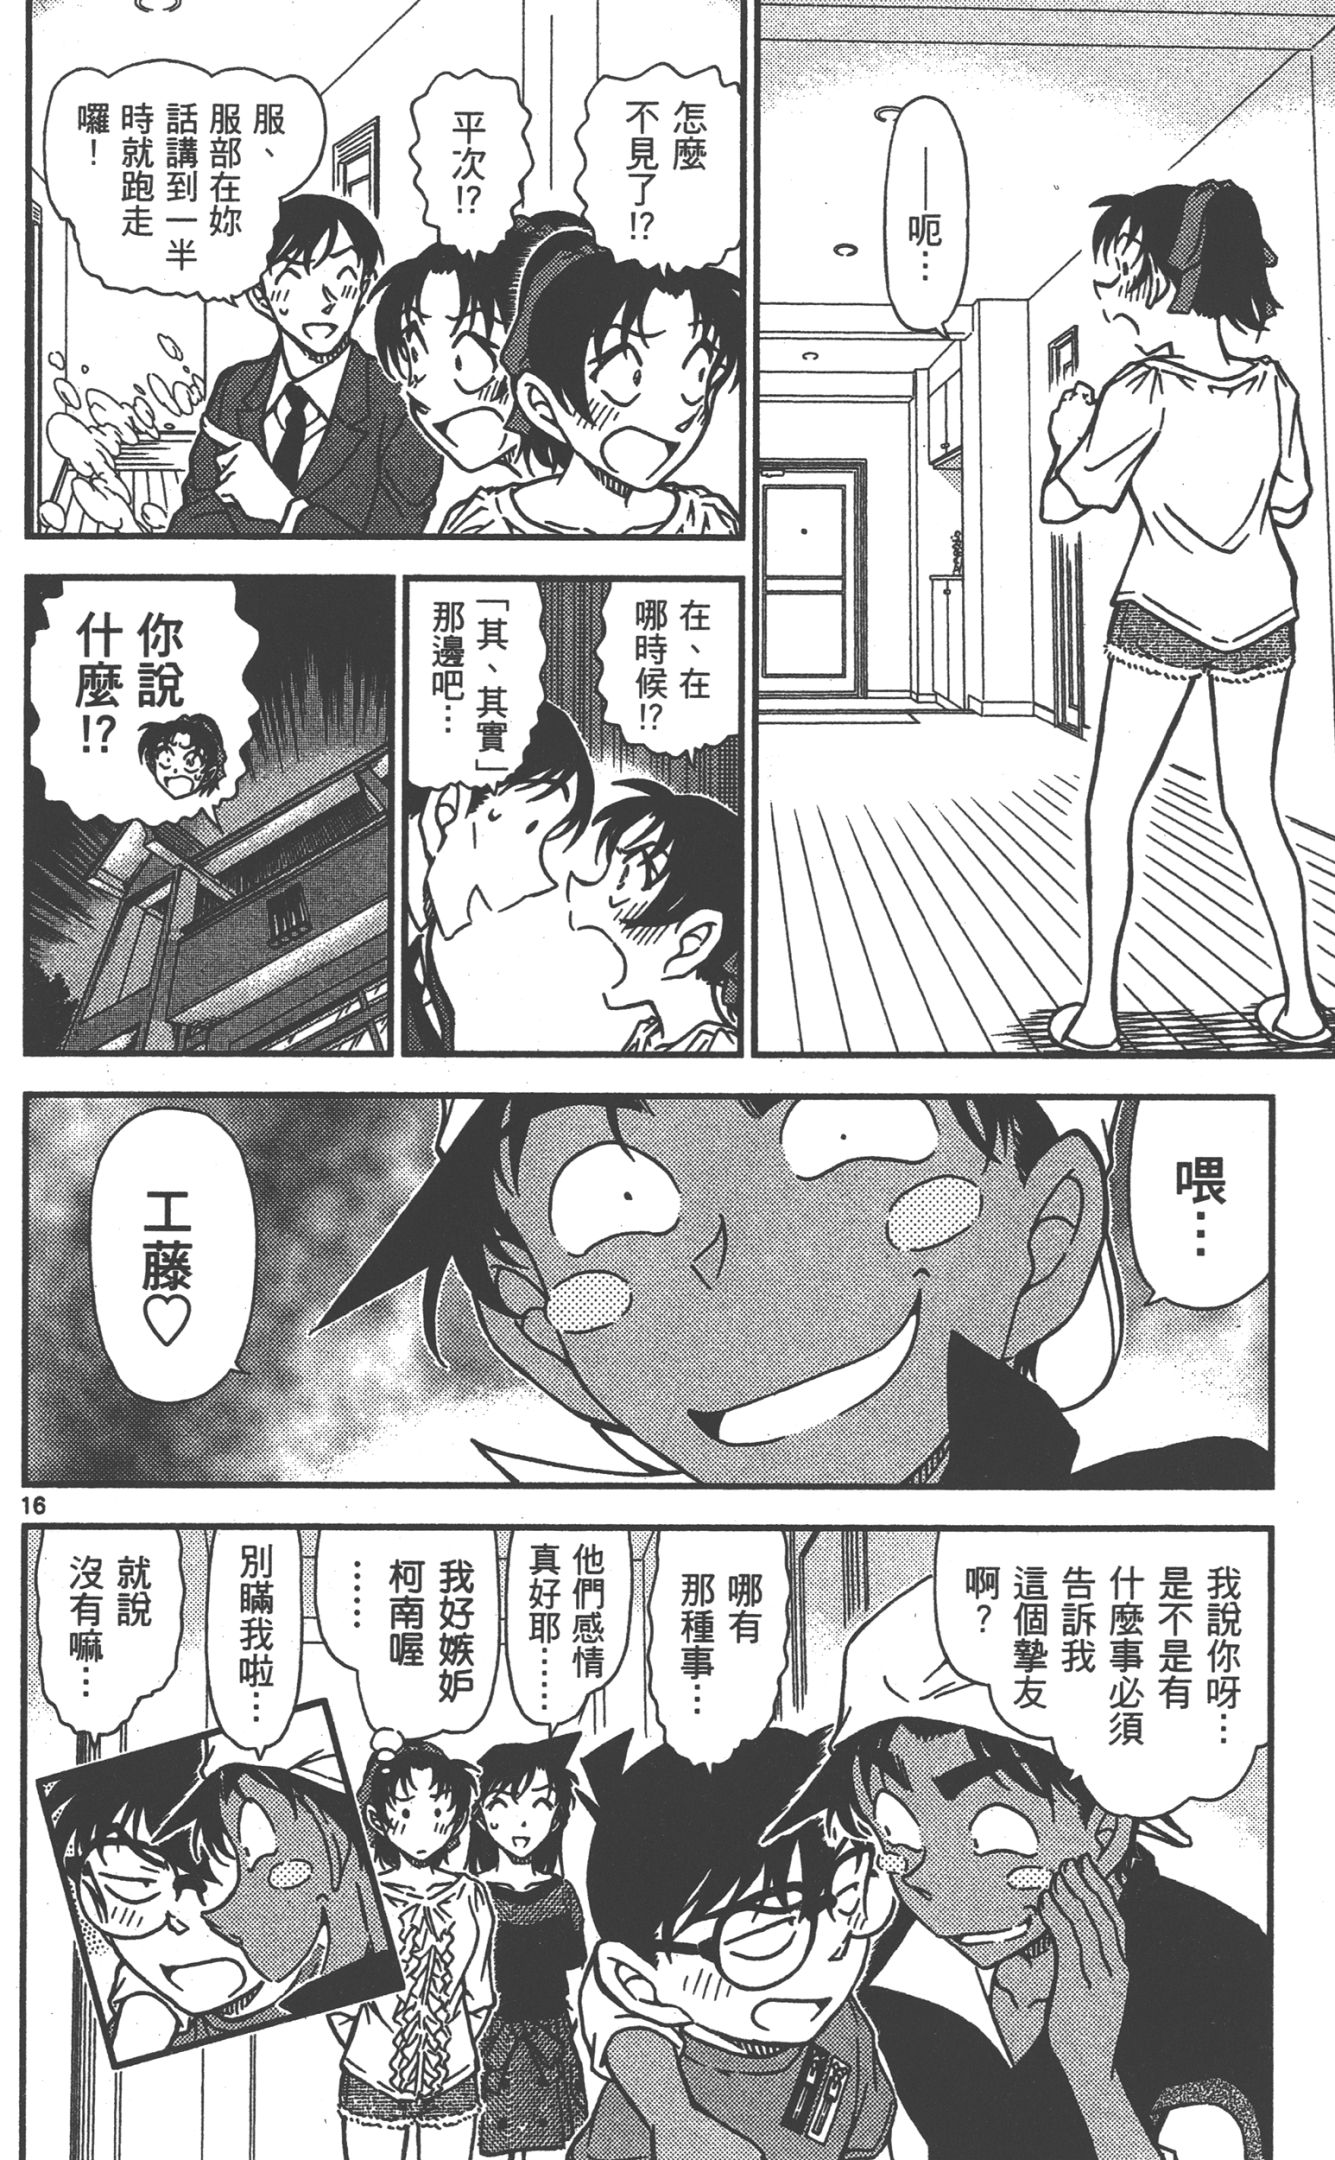 ——呃…
怎麼
不見了!?
平次!?
服、
服部在妳
話講到一半
時就跑走
囉！
在、在
哪時候!?
「其、其實」
那邊吧…
你說
什麼!?
喂…
工藤♡
16
我說你呀…
是不是有
什麼事必須
告訴我
這個摯友
啊？
哪有
那種事…
他們感情
真好耶……
我好嫉妒
柯南喔
……
別瞞我啦…
就說
沒有嘛…